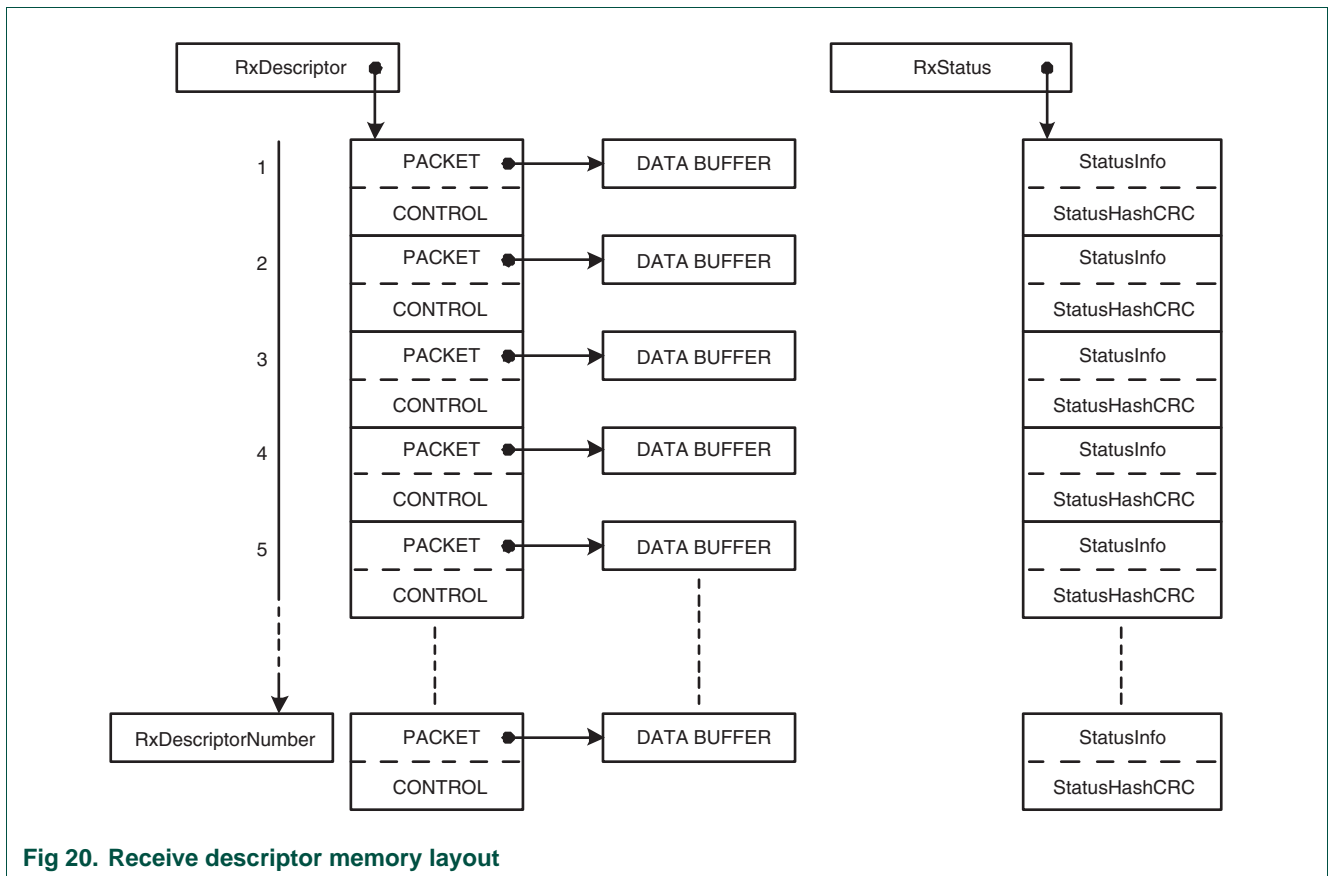 RxDescriptor
RxStatus
1
PACKET
DATA BUFFER
StatusInfo
CONTROL
StatusHashCRC
2
PACKET
DATA BUFFER
StatusInfo
CONTROL
StatusHashCRC
3
PACKET
DATA BUFFER
StatusInfo
CONTROL
StatusHashCRC
4
PACKET
DATA BUFFER
StatusInfo
CONTROL
StatusHashCRC
5
PACKET
DATA BUFFER
StatusInfo
CONTROL
StatusHashCRC
RxDescriptorNumber
PACKET
DATA BUFFER
StatusInfo
CONTROL
StatusHashCRC
Fig 20. Receive descriptor memory layout